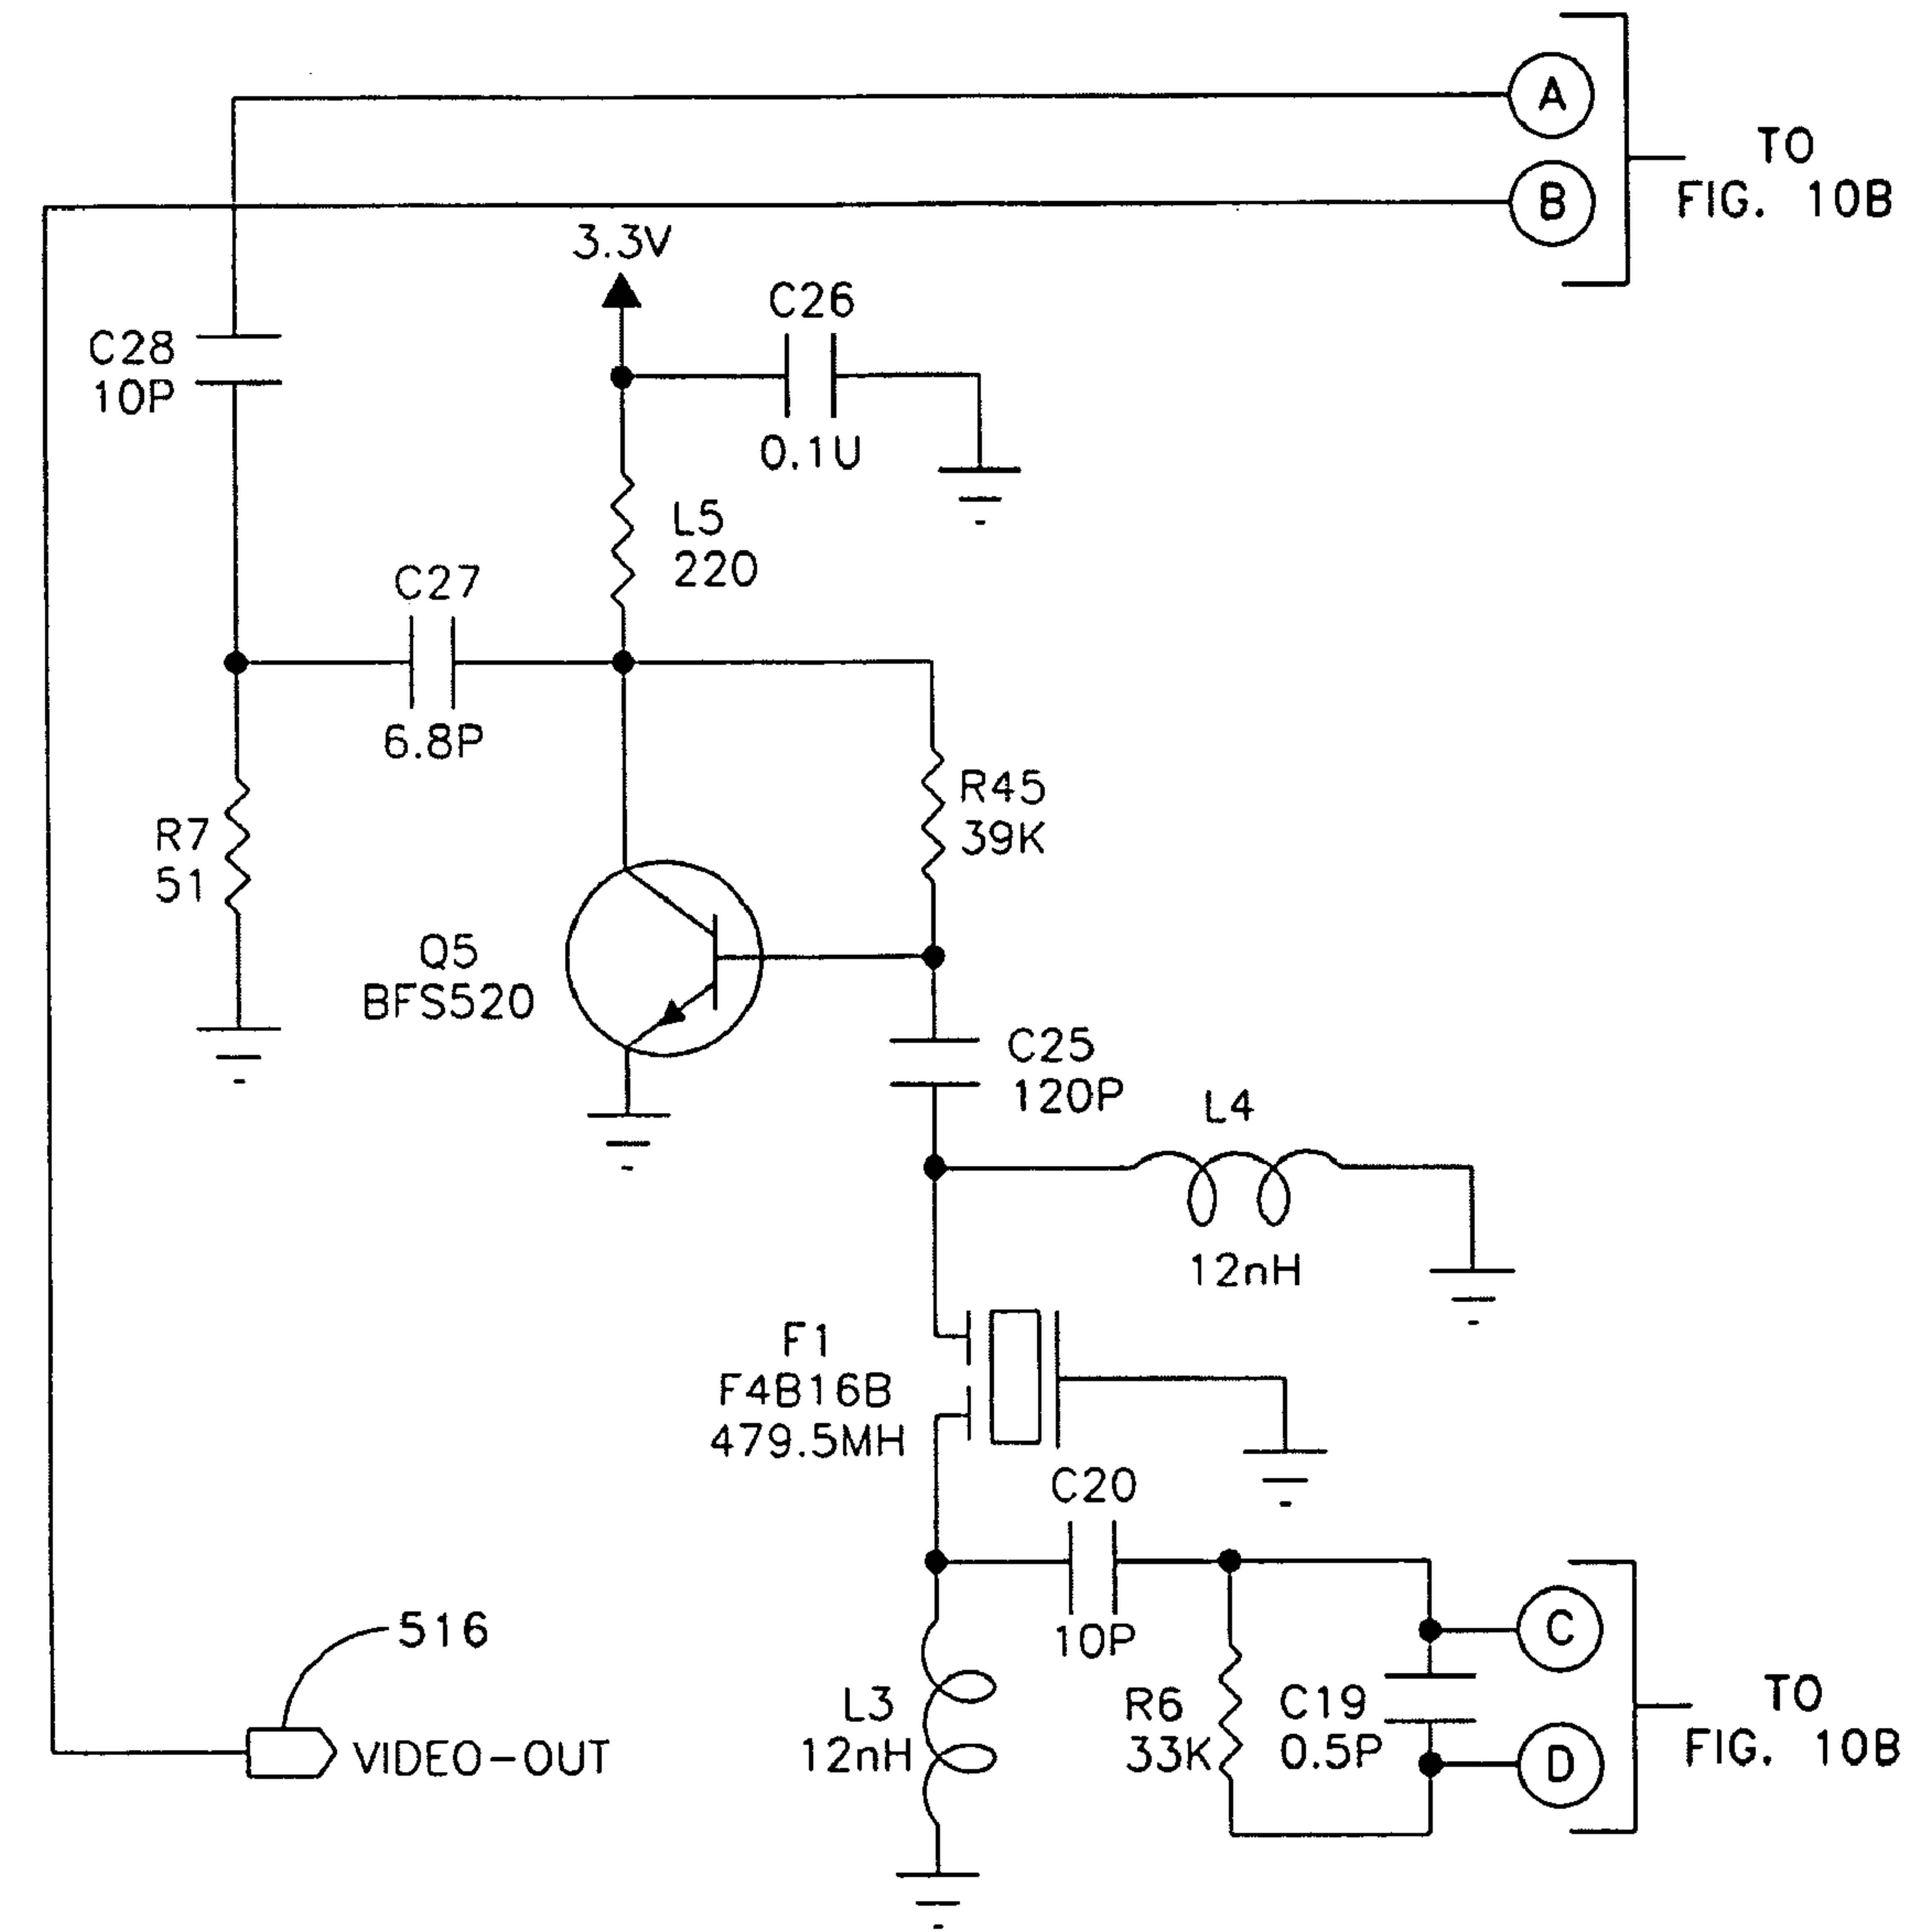 A
TO
FIG. 10B
B
3.3V
C26
0.1U
C28
10P
L5
220
C27
6.8P
R45
39K
R7
51
Q5
BFS520
C25
120P
L4
12nH
F1
F4B16B
479.5MH
C20
10P
516
VIDEO-OUT
L3
12nH
R6
33K
C19
0.5P
C
D
TO
FIG. 10B